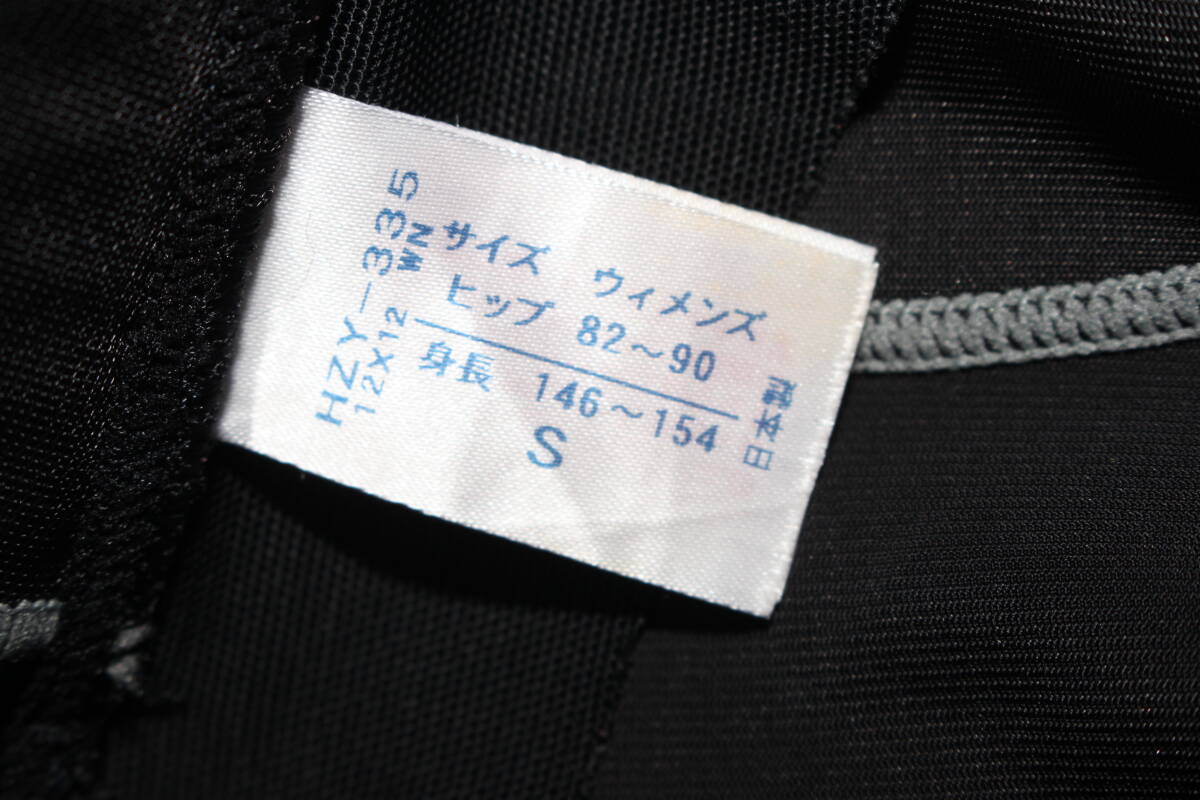 サイズ ウィメンズ
ヒップ 82～90
身長 146～154
S
HZY-3335
12X12 WN
日本製